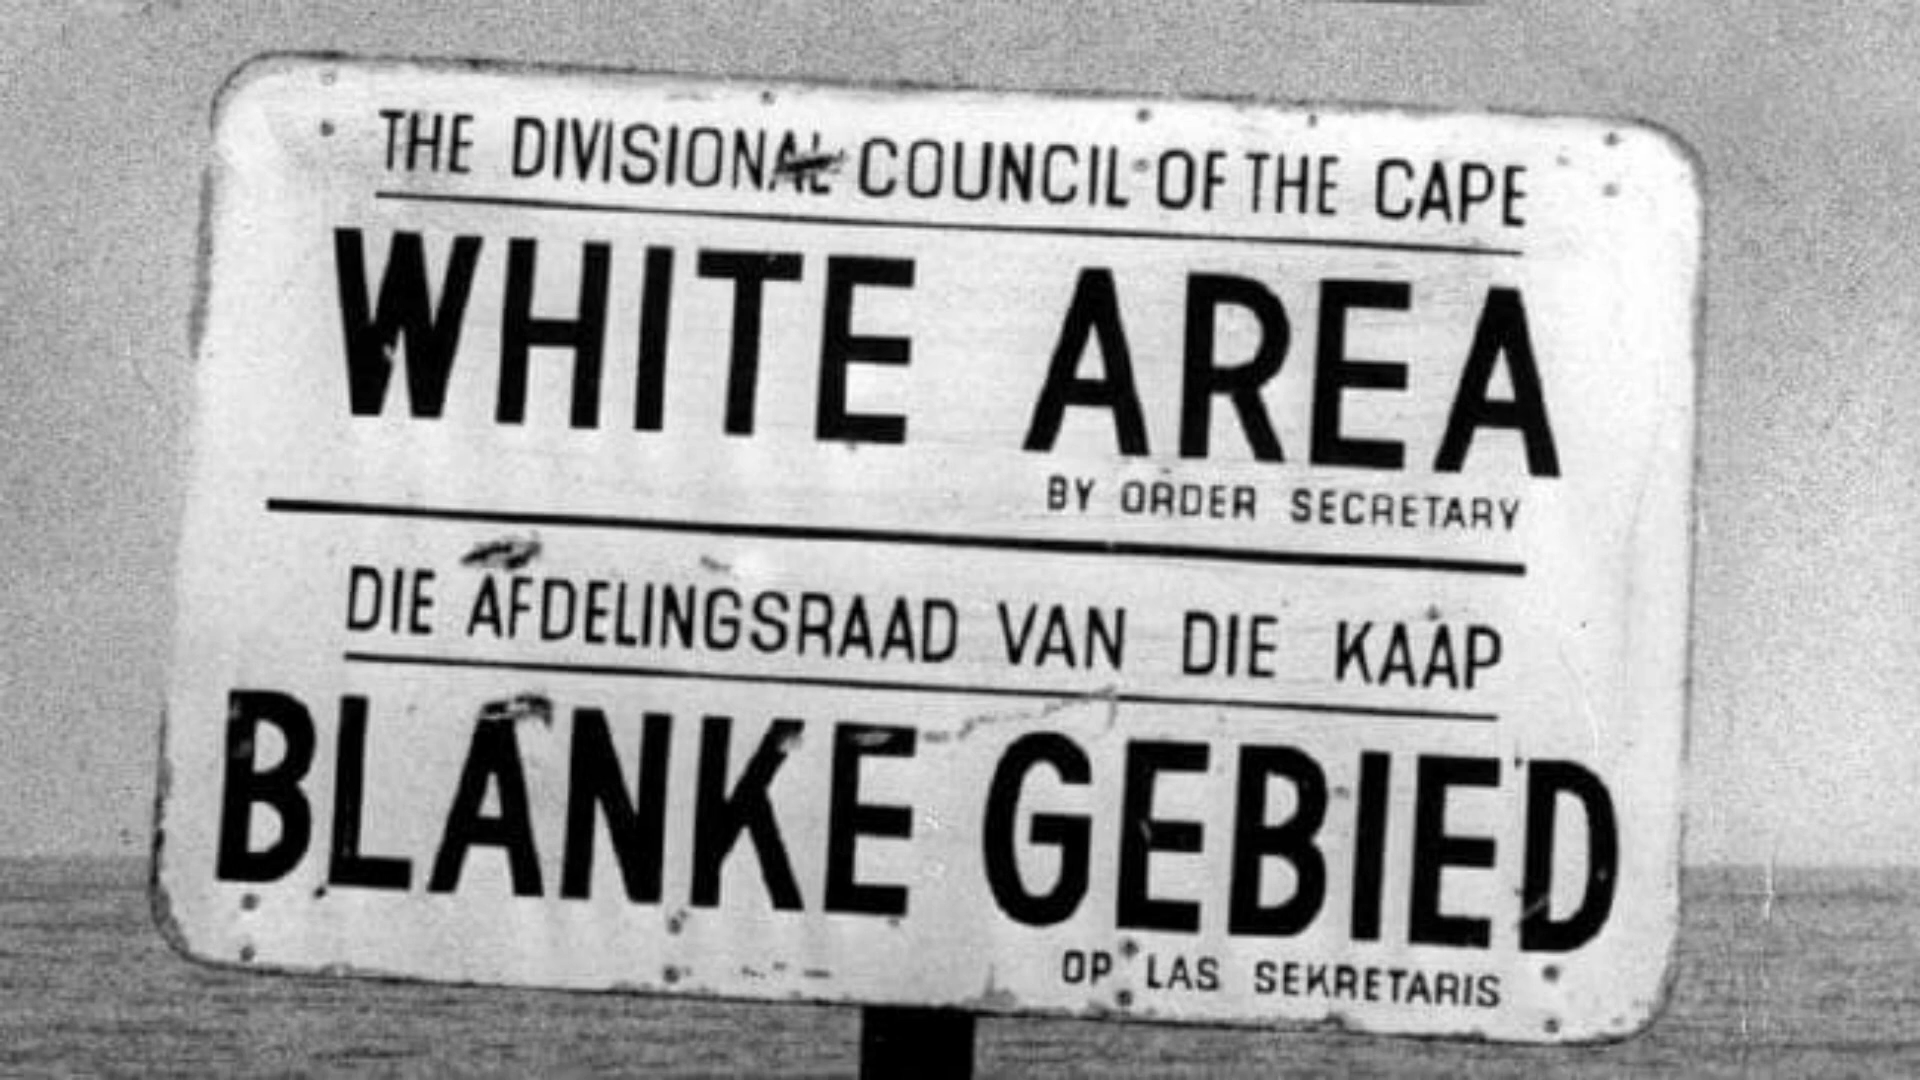 THE DIVISIONAL COUNCIL OF THE CAPE
WHITE AREA
BY ORDER SECRETARY
DIE AFDELINGSRAAD VAN DIE KAAP
BLANKE GEBIED
OP LAS SEKRETARIS